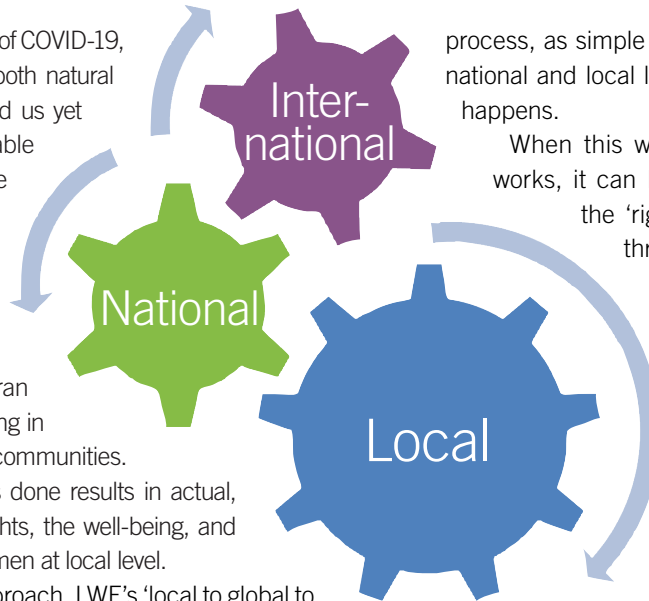 of COVID-19,
both natural
us yet
able
ran
ng in
communities.
done results in actual,
hts, the well-being, and
men at local level.
proach, LWF's 'local to global to
Inter-
national
National
Local
process, as simple
national and local
happens.
When this w
works, it can
the 'rig
thr